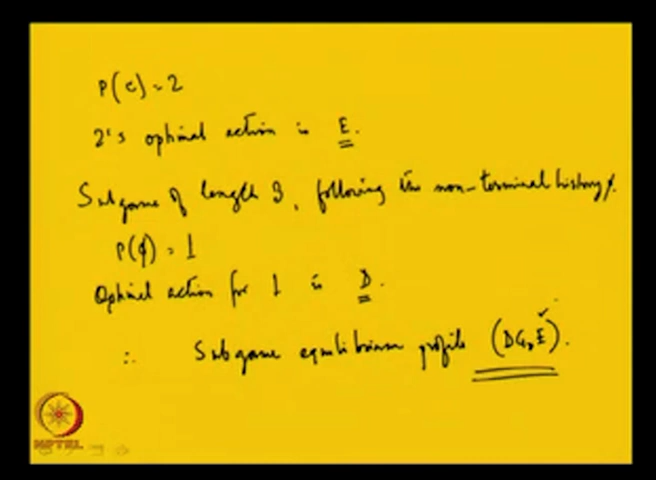 P(C) = 2
2's optimal action is E.
Subgame of length 3, following the non-terminal history φ.
P(φ) = 1
Optimal action for 1 is D.
∴ Subgame equilibrium profile (DG, E).
NPTEL